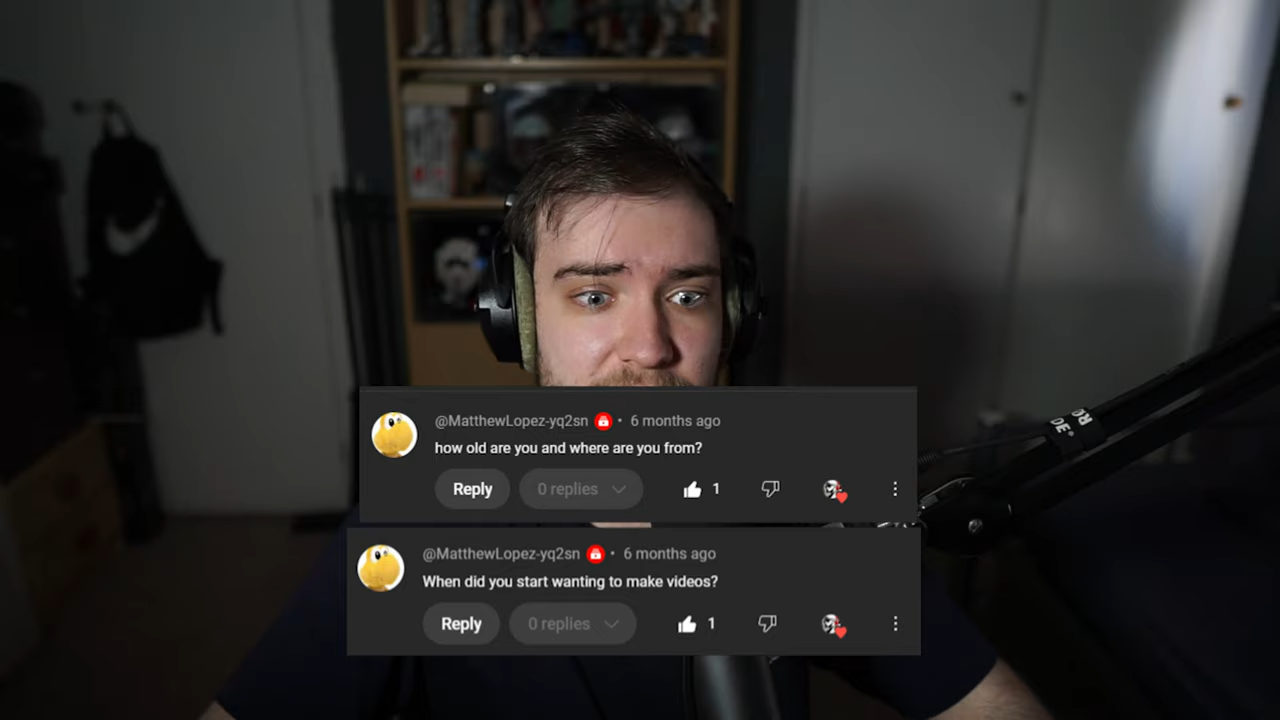 @MatthewLopez-yq2sn • 6 months ago
how old are you and where are you from?
Reply 0 replies 1
RODE
@MatthewLopez-yq2sn • 6 months ago
When did you start wanting to make videos?
Reply 0 replies 1